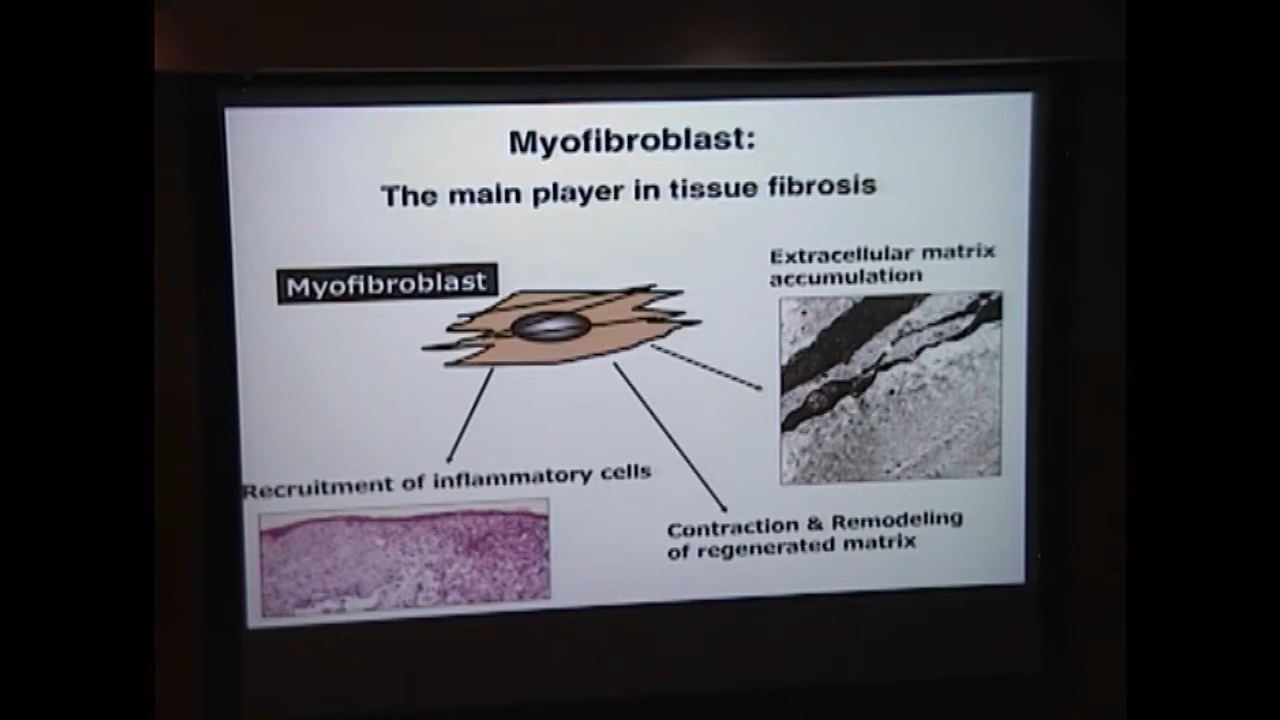 Myofibroblast:
The main player in tissue fibrosis
Myofibroblast
Extracellular matrix
accumulation
Recruitment of inflammatory cells
Contraction & Remodeling
of regenerated matrix